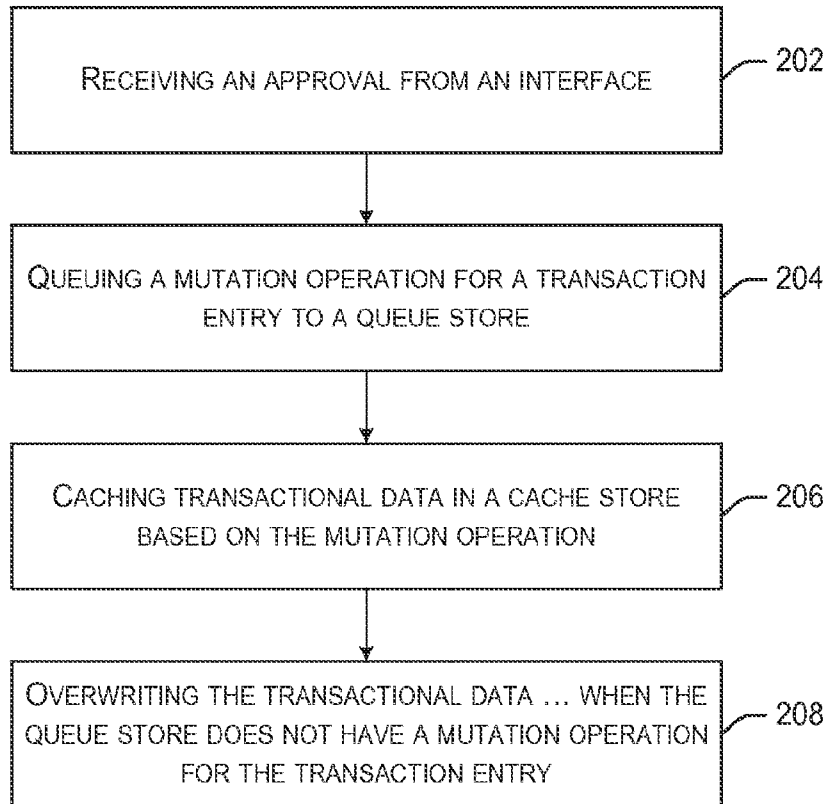 RECEIVING AN APPROVAL FROM AN INTERFACE
202
QUEUING A MUTATION OPERATION FOR A TRANSACTION
ENTRY TO A QUEUE STORE
204
CACHING TRANSACTIONAL DATA IN A CACHE STORE
BASED ON THE MUTATION OPERATION
206
OVERWRITING THE TRANSACTIONAL DATA ... WHEN THE
QUEUE STORE DOES NOT HAVE A MUTATION OPERATION
FOR THE TRANSACTION ENTRY
208